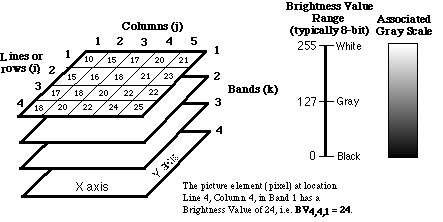 Columns (j)
1 2 3 4 5
Lines or
rows (i)
1
2
3
4
10 15 17 20 21
15 16 18 21 23
17 18 20 22 22
18 20 22 24 25
1
2
3
4
Bands (k)
X axis
Y axis
Brightness Value
Range
(typically 8-bit)
255 White
127 Gray
0 Black
Associated
Gray Scale
The picture element (pixel) at location
Line 4, Column 4, in Band 1 has a
Brightness Value of 24, i.e. BV4,4,1 = 24.